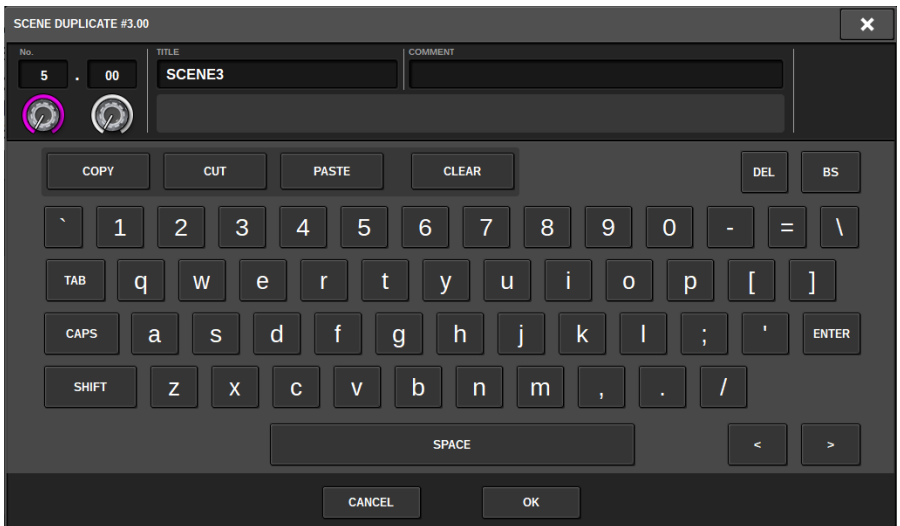 SCENE DUPLICATE #3.00
No. TITLE COMMENT
5 . 00 SCENE3
COPY CUT PASTE CLEAR DEL BS
` 1 2 3 4 5 6 7 8 9 0 - = \
TAB q w e r t y u i o p [ ]
CAPS a s d f g h j k l ; ' ENTER
SHIFT z x c v b n m , . /
SPACE < >
CANCEL OK